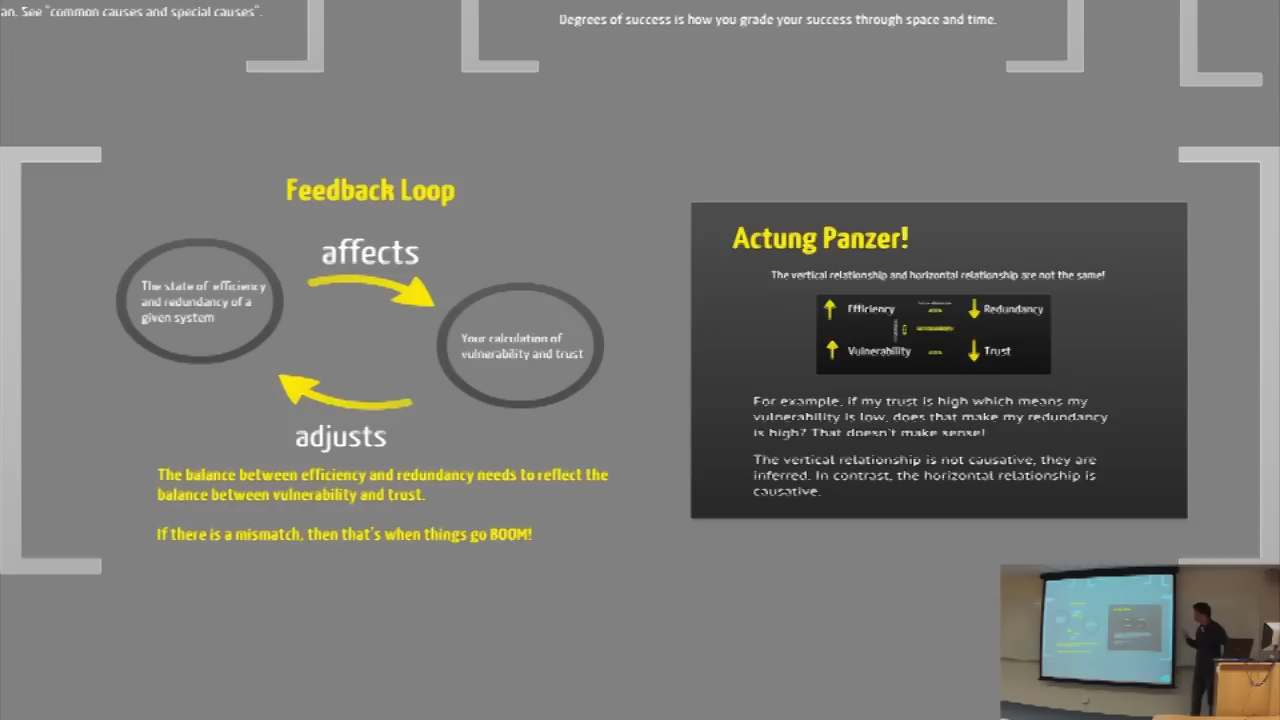 an. See "common causes and special causes".
Degrees of success is how you grade your success through space and time.
Feedback Loop
affects
The state of efficiency
and redundancy of a
given system
Your calculation of
vulnerability and trust
adjusts
The balance between efficiency and redundancy needs to reflect the
balance between vulnerability and trust.
If there is a mismatch, then that's when things go BOOM!
Actung Panzer!
The vertical relationship and horizontal relationship are not the same!
Efficiency
Redundancy
Vulnerability
Trust
For example, if my trust is high which means my
vulnerability is low, does that make my redundancy
is high? That doesn't make sense!
The vertical relationship is not causative, they are
inferred. In contrast, the horizontal relationship is
causative.